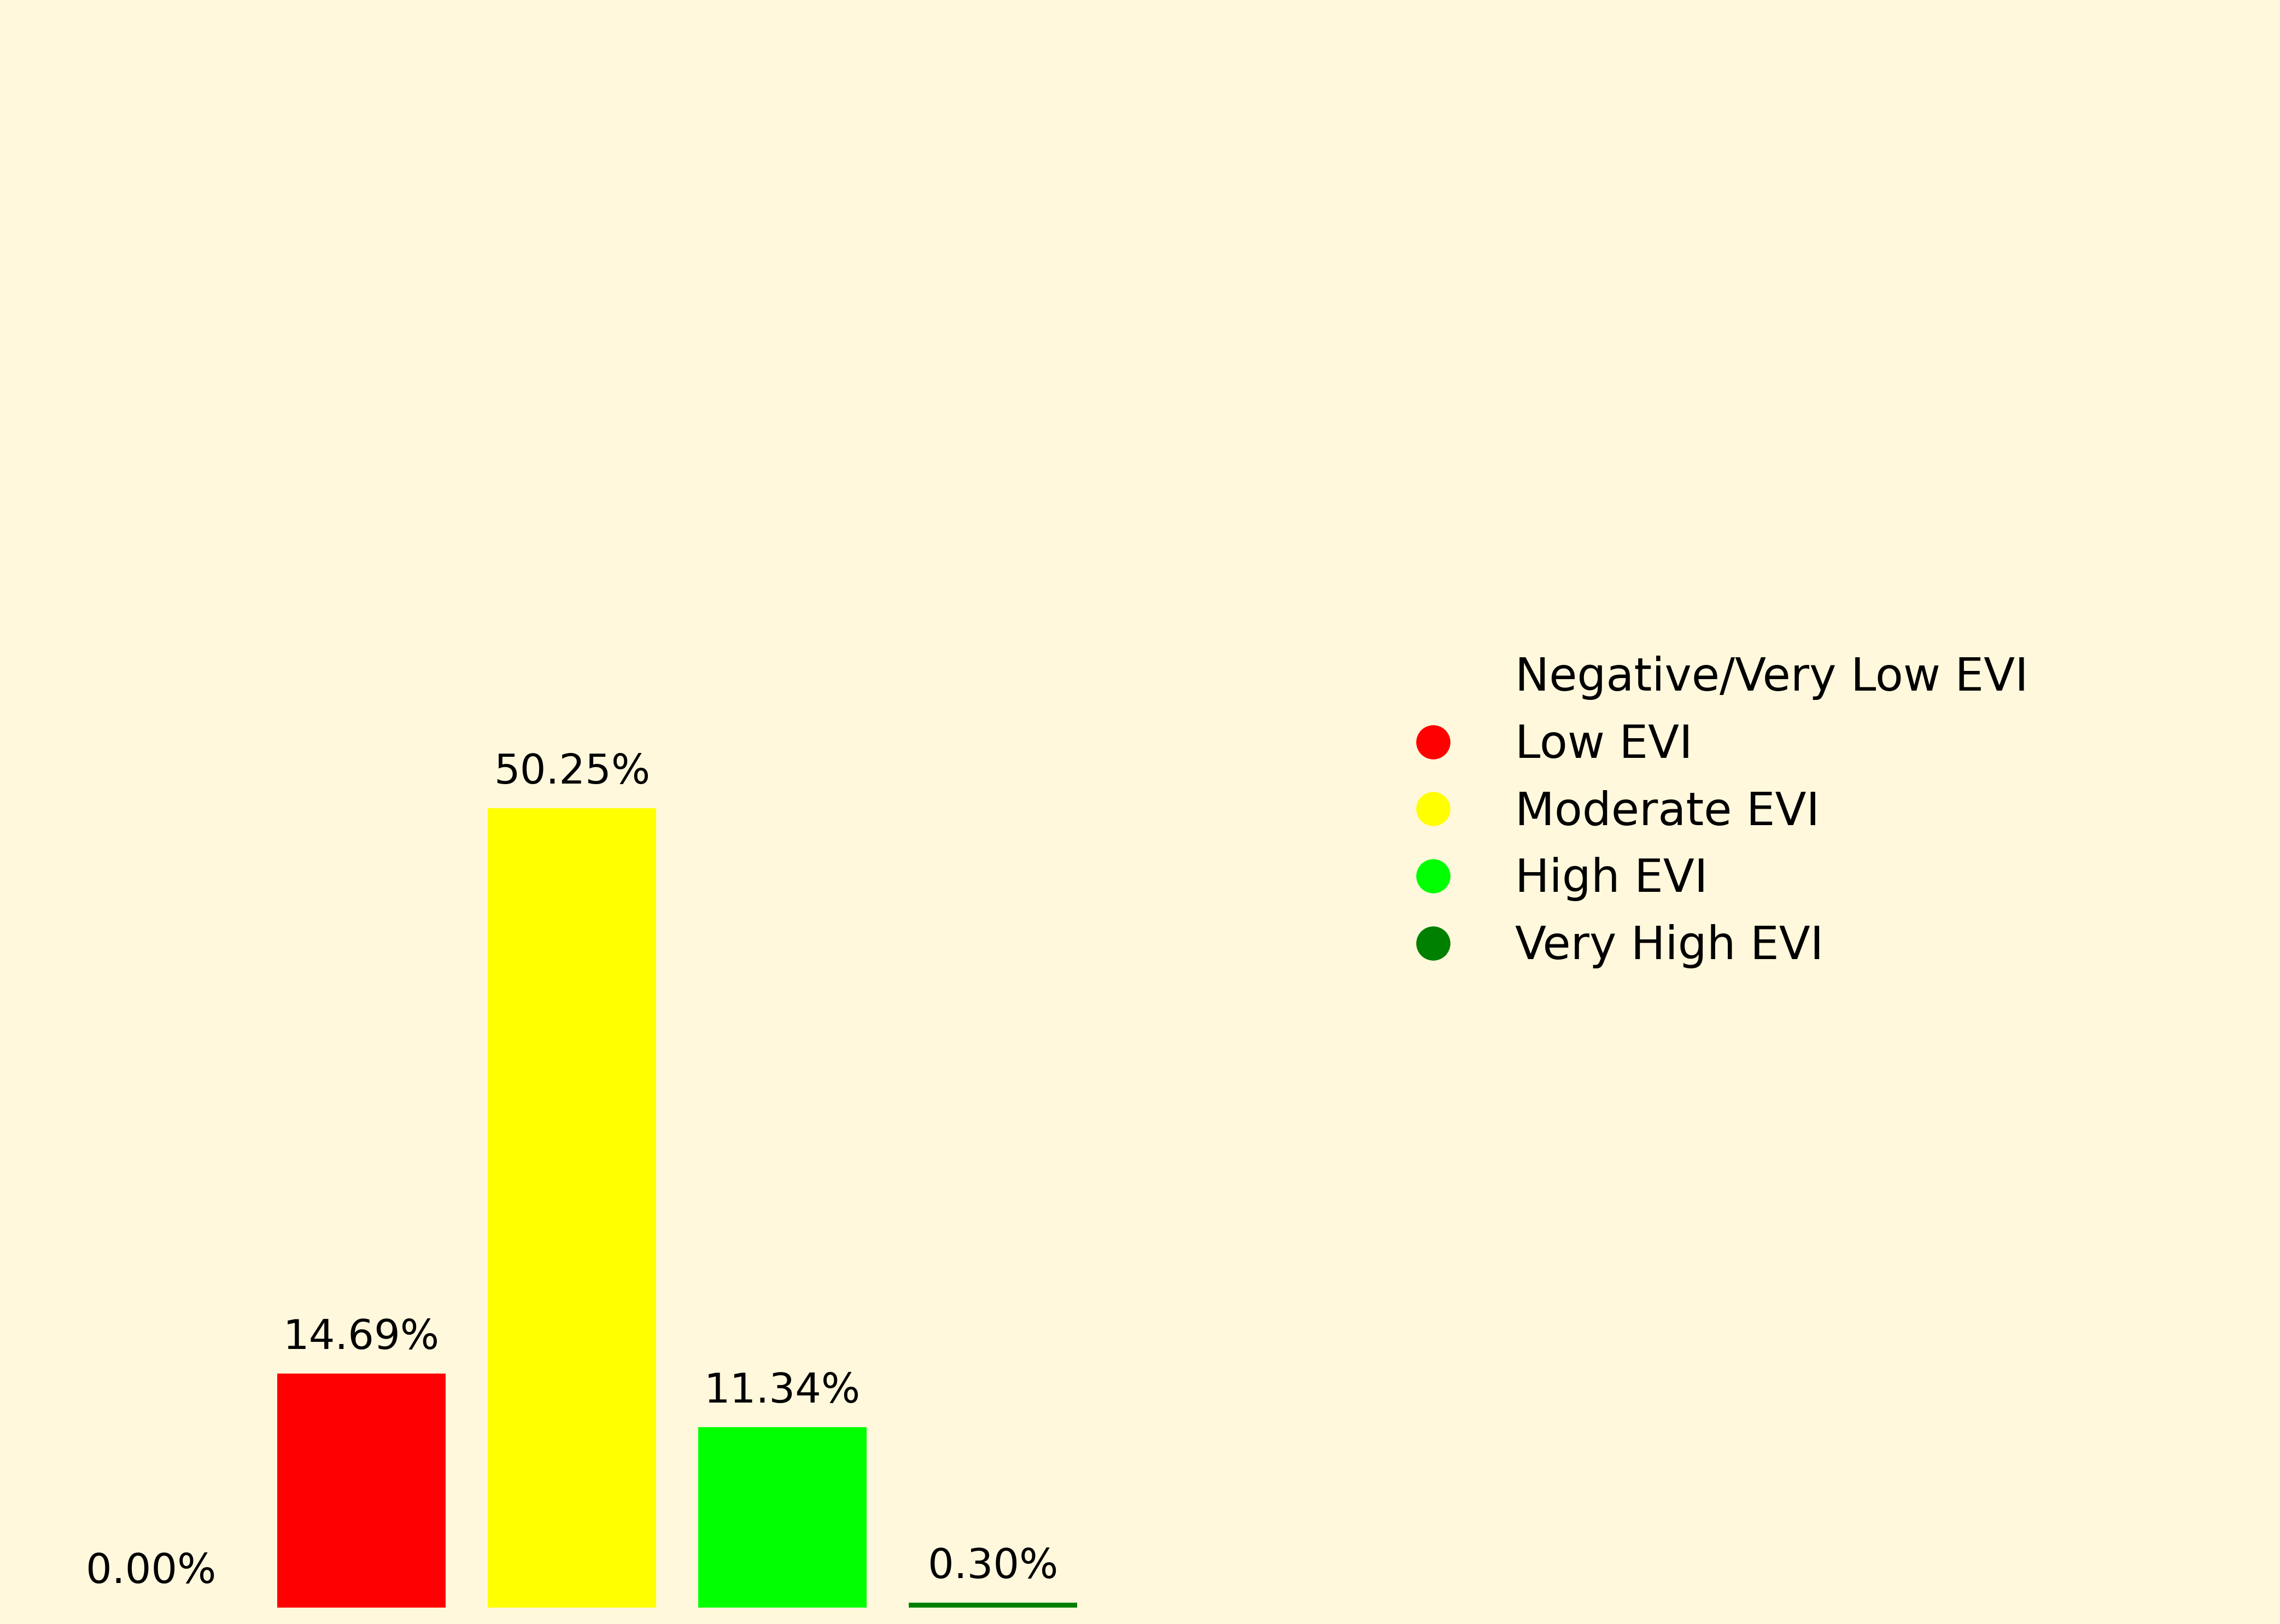 Negative/Very Low EVI
Low EVI
Moderate EVI
High EVI
Very High EVI
50.25%
14.69%
11.34%
0.00%
0.30%